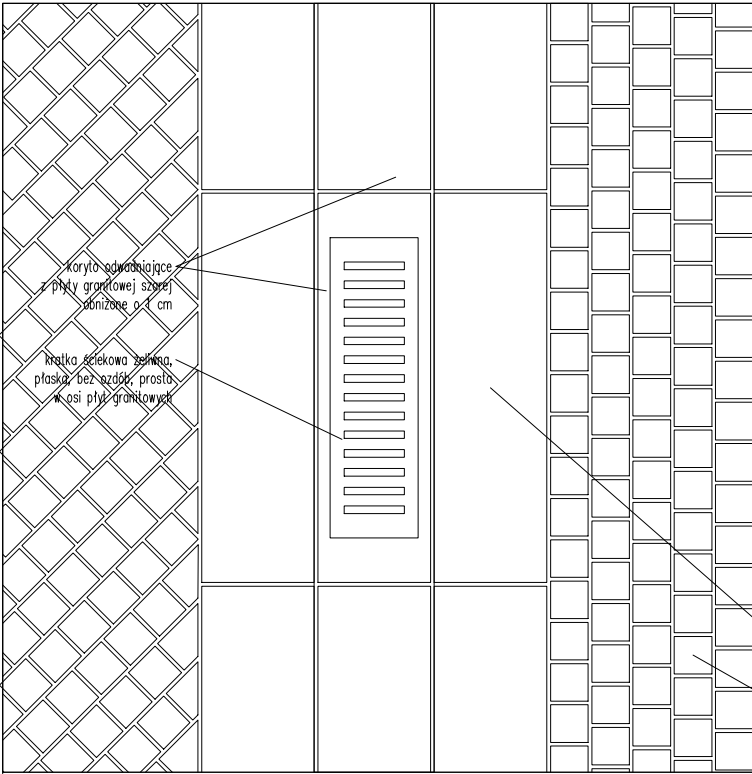 koryto odwadniające
z płyty granitowej szarej
obniżone o 1 cm
kratka ściekowa żeliwna,
płaska, bez ozdób, prosta
w osi płyt granitowych